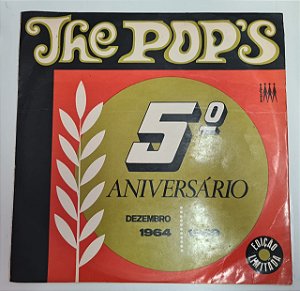 The POP'S
5º
ANIVERSÁRIO
DEZEMBRO
1964
EDIÇÃO
LIMITADA